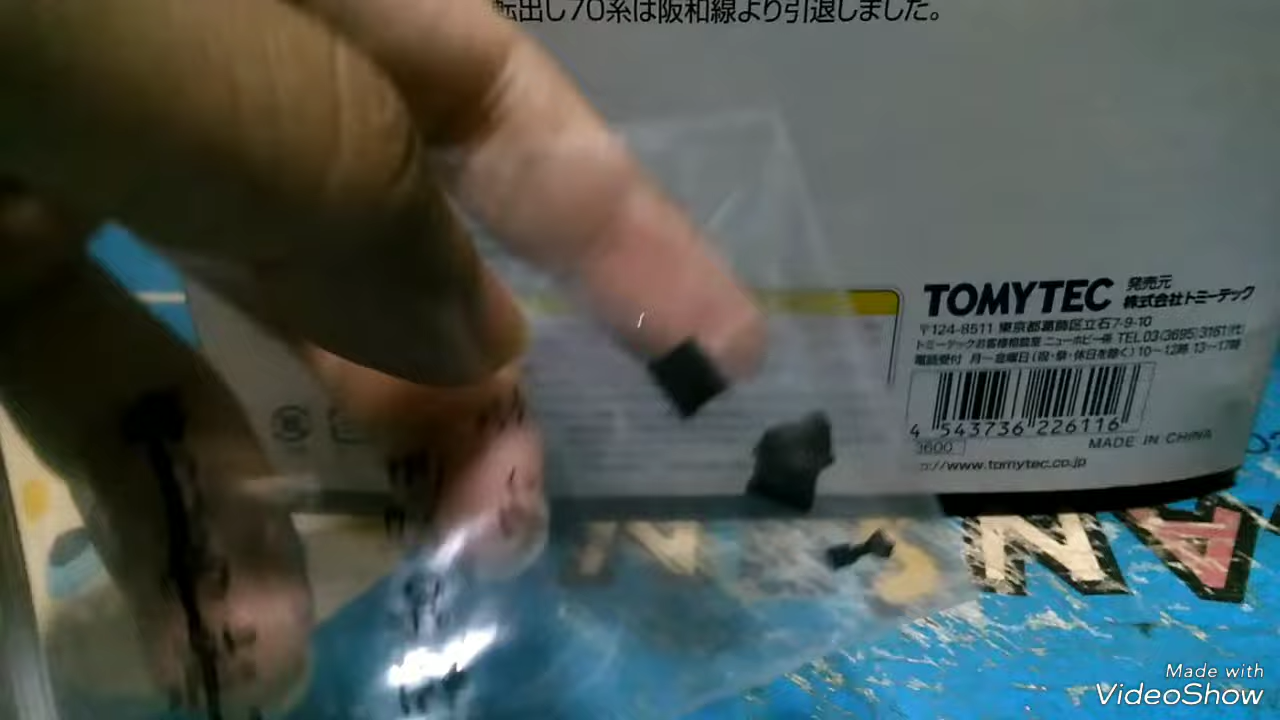 転出し70系は阪和線より引退しました。
TOMYTEC 発売元
株式会社トミーテック
〒124-8511 東京都葛飾区立石7-9-10
トミーテックお客様相談室 ニューホビー係 TEL 03(3695)3161(代)
電話受付 月〜金曜日(祝・祭・休日を除く)10〜12時 13〜17時
4 543736 226116
3600
MADE IN CHINA
://www.tomytec.co.jp
Made with
VideoShow